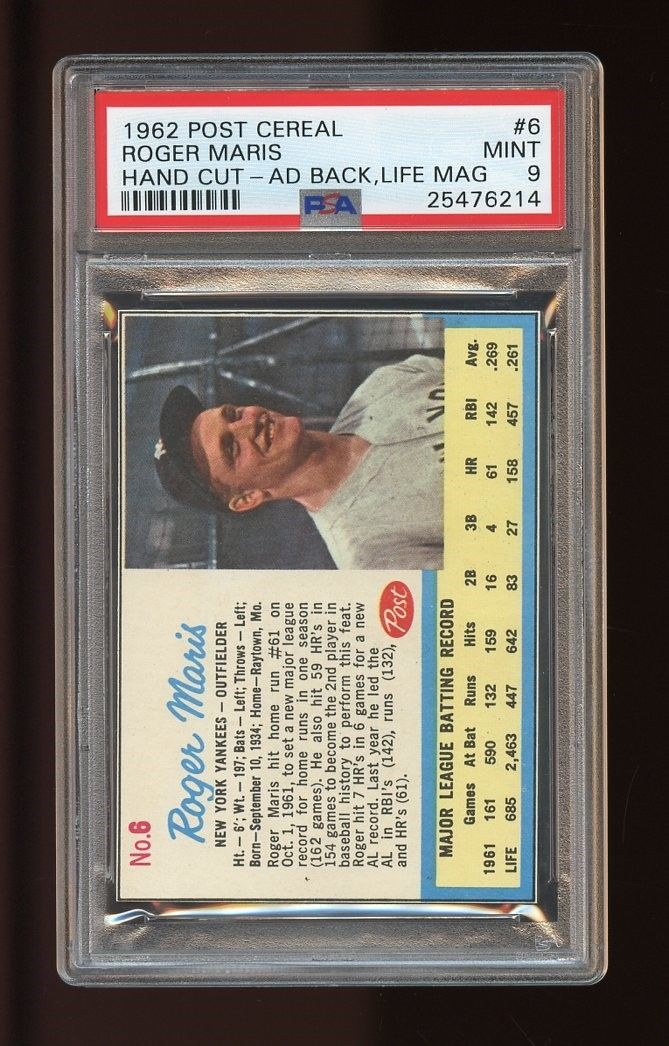 1962 POST CEREAL #6
ROGER MARIS MINT
HAND CUT – AD BACK,LIFE MAG 9
PSA 25476214
No.6
Roger Maris
NEW YORK YANKEES – OUTFIELDER
Ht. – 6'; Wt. – 197; Bats – Left; Throws – Left;
Born–September 10, 1934; Home–Raytown, Mo.
Roger Maris hit home run #61 on
Oct. 1, 1961, to set a new major league
record for home runs in one season
(162 games). He also hit 59 HR's in
154 games to become the 2nd player in
baseball history to perform this feat.
Roger hit 7 HR's in 6 games for a new
AL record. Last year he led the
AL in RBI's (142), runs (132),
and HR's (61).
Post
MAJOR LEAGUE BATTING RECORD
Games At Bat Runs Hits 2B 3B HR RBI Avg.
1961 161 590 132 159 16 4 61 142 .269
LIFE 685 2,463 447 642 83 27 158 457 .261